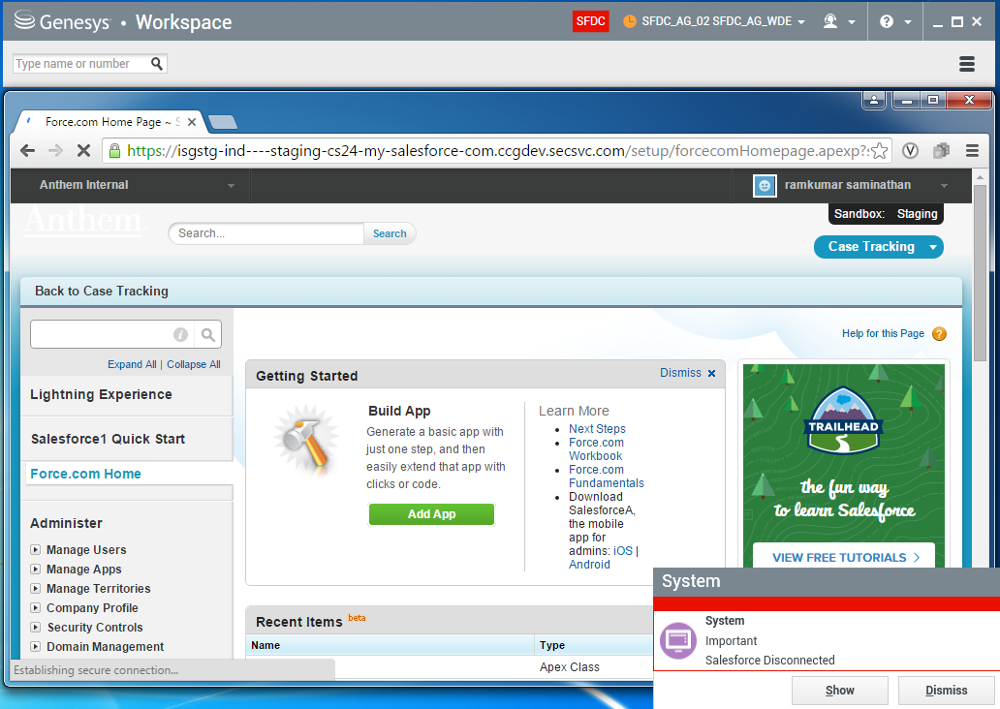 Genesys • Workspace
SFDC
SFDC_AG_02 SFDC_AG_WDE
?
Type name or number
Force.com Home Page ~ S
https://isgstg-ind----staging-cs24-my-salesforce-com.ccgdev.secsvc.com/setup/forcecomHomepage.apexp?s
V
Anthem Internal
ramkumar saminathan
Anthem
Sandbox: Staging
Search...
Search
Case Tracking
Back to Case Tracking
i
Help for this Page ?
Expand All | Collapse All
Lightning Experience
Salesforce1 Quick Start
Force.com Home
Administer
Manage Users
Manage Apps
Manage Territories
Company Profile
Security Controls
Domain Management
Getting Started
Dismiss
Build App
Generate a basic app with
just one step, and then
easily extend that app with
clicks or code.
Add App
Learn More
Next Steps
Force.com
Workbook
Force.com
Fundamentals
Download
SalesforceA,
the mobile
app for
admins: iOS |
Android
TRAILHEAD
the fun way
to learn Salesforce
VIEW FREE TUTORIALS
Recent Items beta
Name
Type
Apex Class
Establishing secure connection...
System
System
Important
Salesforce Disconnected
Show
Dismiss